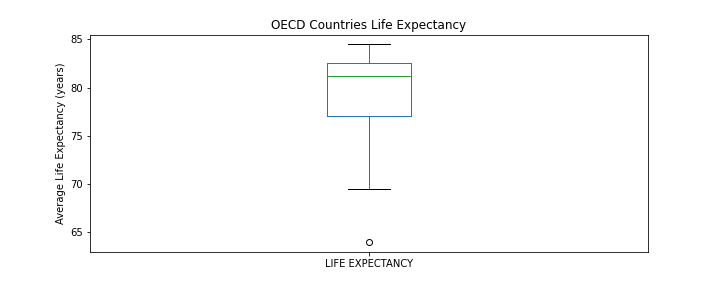 OECD Countries Life Expectancy
Average Life Expectancy (years)
85
80
75
70
65
LIFE EXPECTANCY